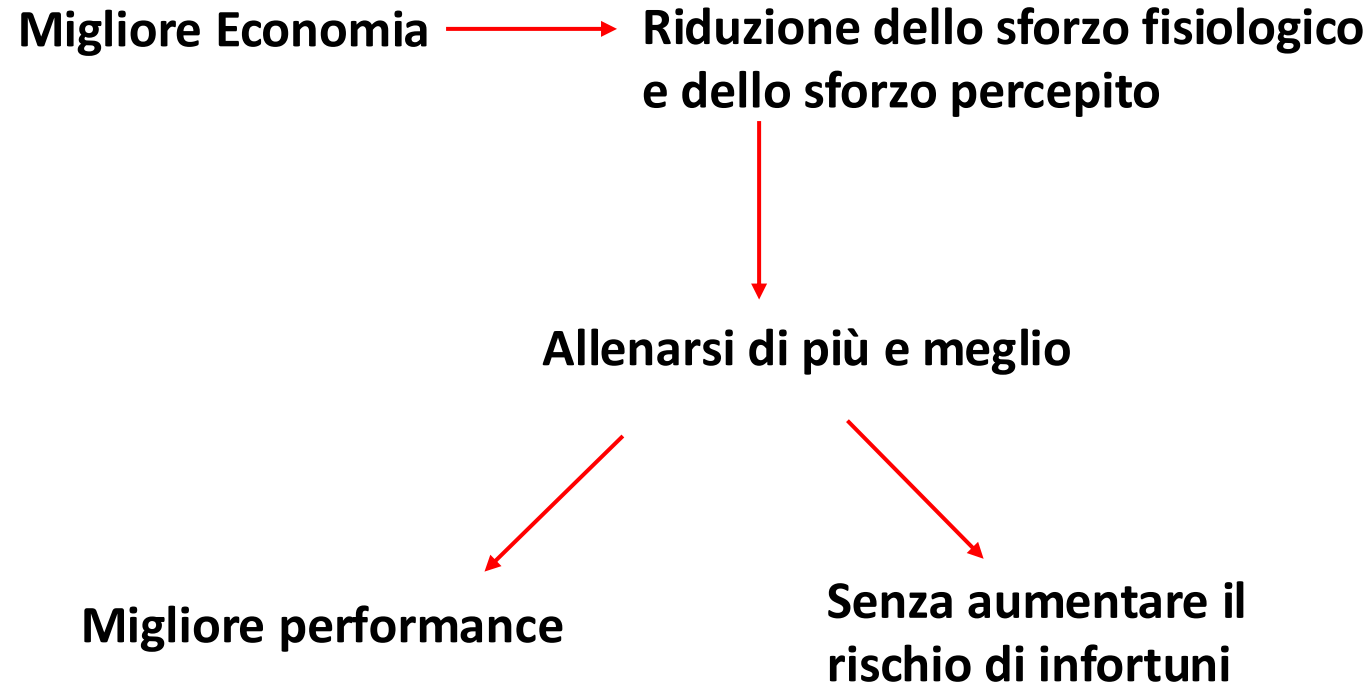 Migliore Economia
Riduzione dello sforzo fisiologico
e dello sforzo percepito
Allenarsi di più e meglio
Migliore performance
Senza aumentare il
rischio di infortuni